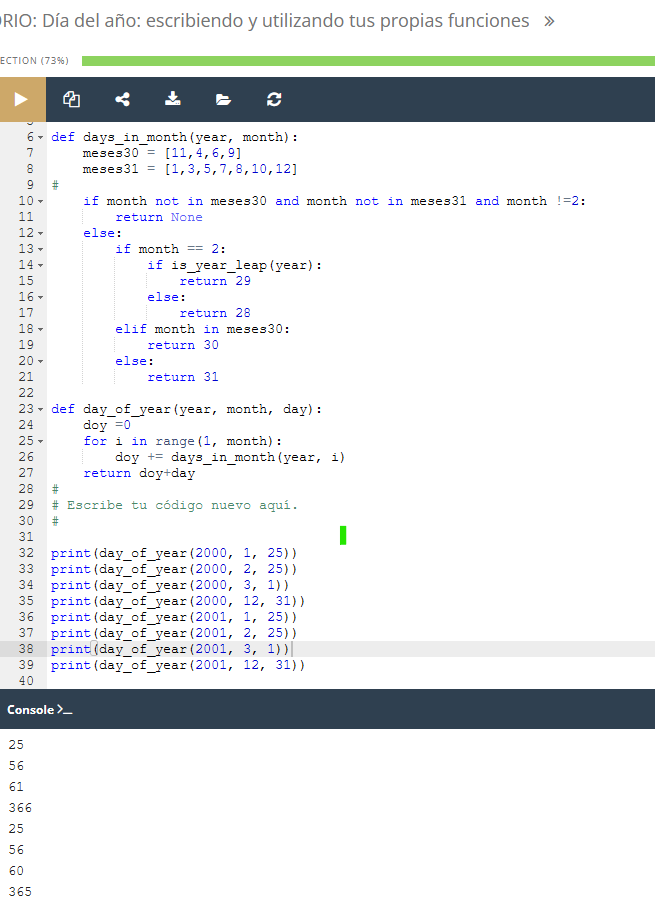 RIO: Día del año: escribiendo y utilizando tus propias funciones »
ECTION (73%)
6 def days_in_month(year, month):
7 meses30 = [11,4,6,9]
8 meses31 = [1,3,5,7,8,10,12]
9 #
10 if month not in meses30 and month not in meses31 and month !=2:
11 return None
12 else:
13 if month == 2:
14 if is_year_leap(year):
15 return 29
16 else:
17 return 28
18 elif month in meses30:
19 return 30
20 else:
21 return 31
22
23 def day_of_year(year, month, day):
24 doy =0
25 for i in range(1, month):
26 doy += days_in_month(year, i)
27 return doy+day
28 #
29 # Escribe tu código nuevo aquí.
30 #
31
32 print(day_of_year(2000, 1, 25))
33 print(day_of_year(2000, 2, 25))
34 print(day_of_year(2000, 3, 1))
35 print(day_of_year(2000, 12, 31))
36 print(day_of_year(2001, 1, 25))
37 print(day_of_year(2001, 2, 25))
38 print(day_of_year(2001, 3, 1))
39 print(day_of_year(2001, 12, 31))
40
Console >_
25
56
61
366
25
56
60
365